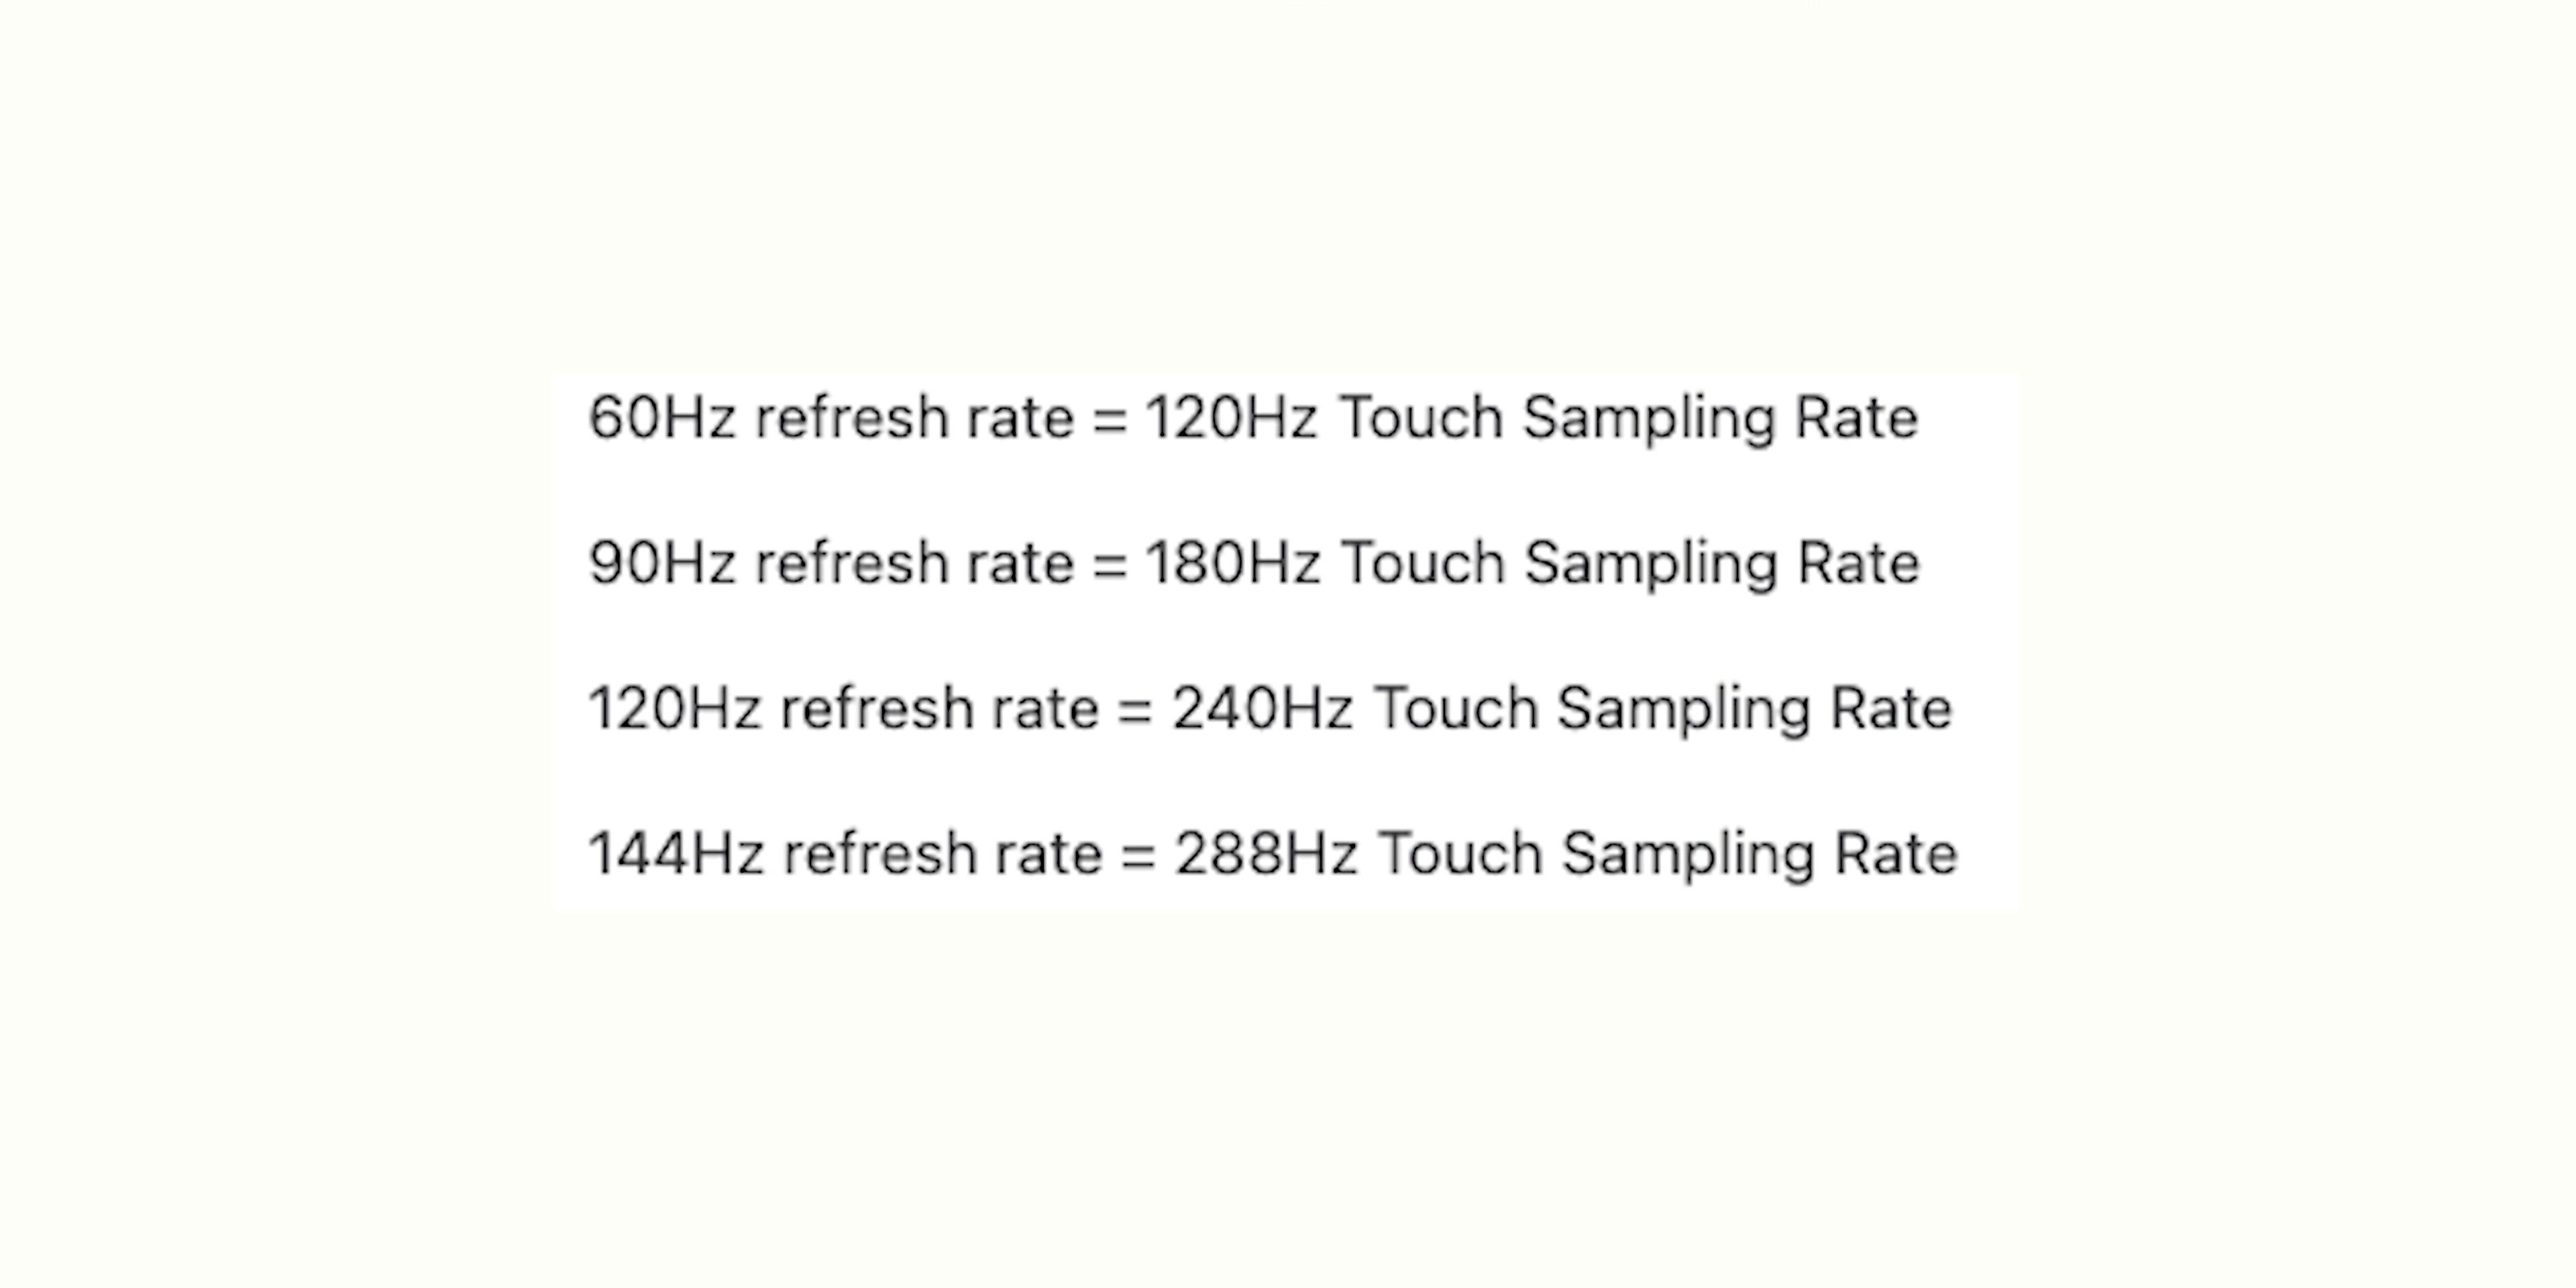 60Hz refresh rate = 120Hz Touch Sampling Rate
90Hz refresh rate = 180Hz Touch Sampling Rate
120Hz refresh rate = 240Hz Touch Sampling Rate
144Hz refresh rate = 288Hz Touch Sampling Rate